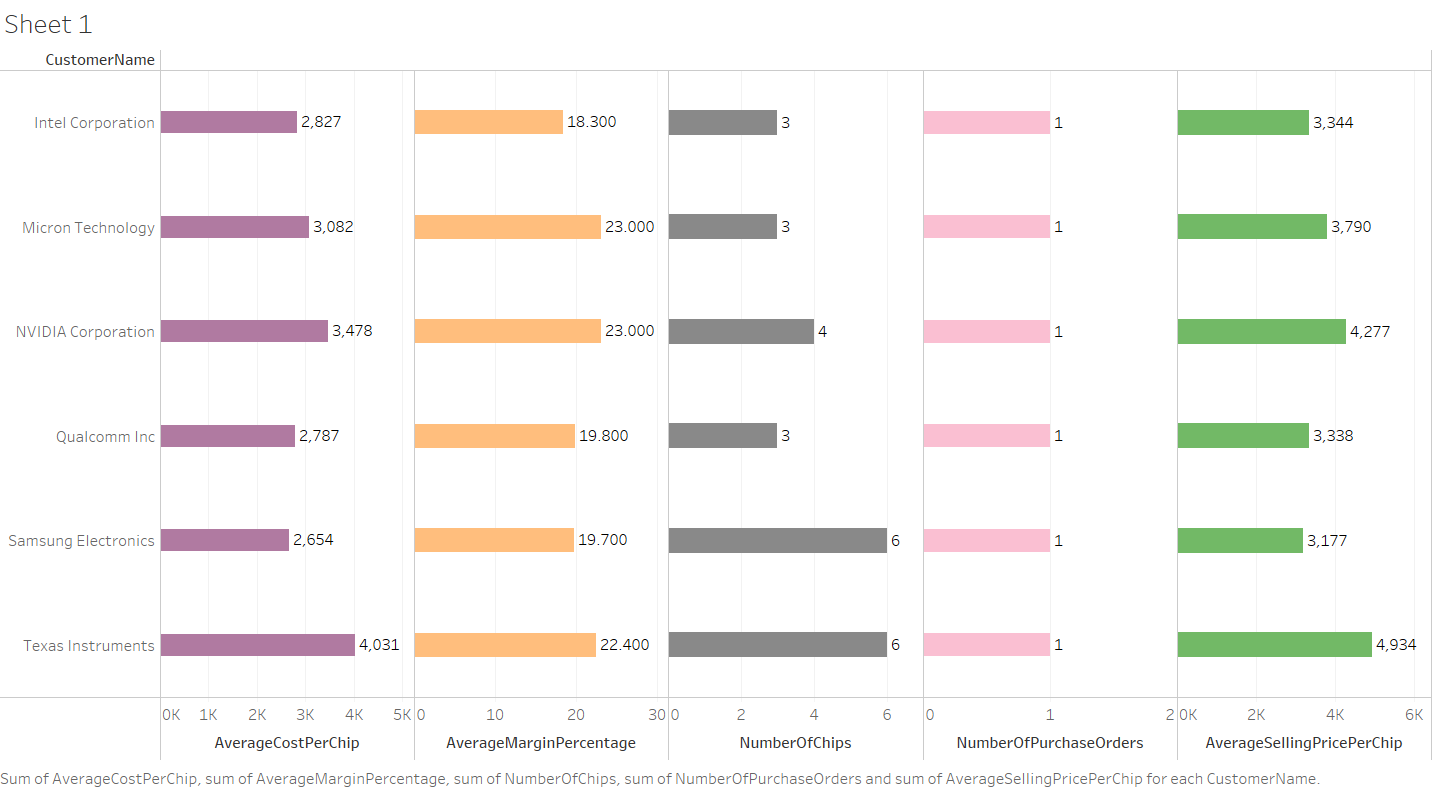 Sheet 1
CustomerName
Intel Corporation 2,827 18.300 3 1 3,344
Micron Technology 3,082 23.000 3 1 3,790
NVIDIA Corporation 3,478 23.000 4 1 4,277
Qualcomm Inc 2,787 19.800 3 1 3,338
Samsung Electronics 2,654 19.700 6 1 3,177
Texas Instruments 4,031 22.400 6 1 4,934
0K 1K 2K 3K 4K 5K 0 10 20 30 0 2 4 6 0 1 2 0K 2K 4K 6K
AverageCostPerChip AverageMarginPercentage NumberOfChips NumberOfPurchaseOrders AverageSellingPricePerChip
Sum of AverageCostPerChip, sum of AverageMarginPercentage, sum of NumberOfChips, sum of NumberOfPurchaseOrders and sum of AverageSellingPricePerChip for each CustomerName.